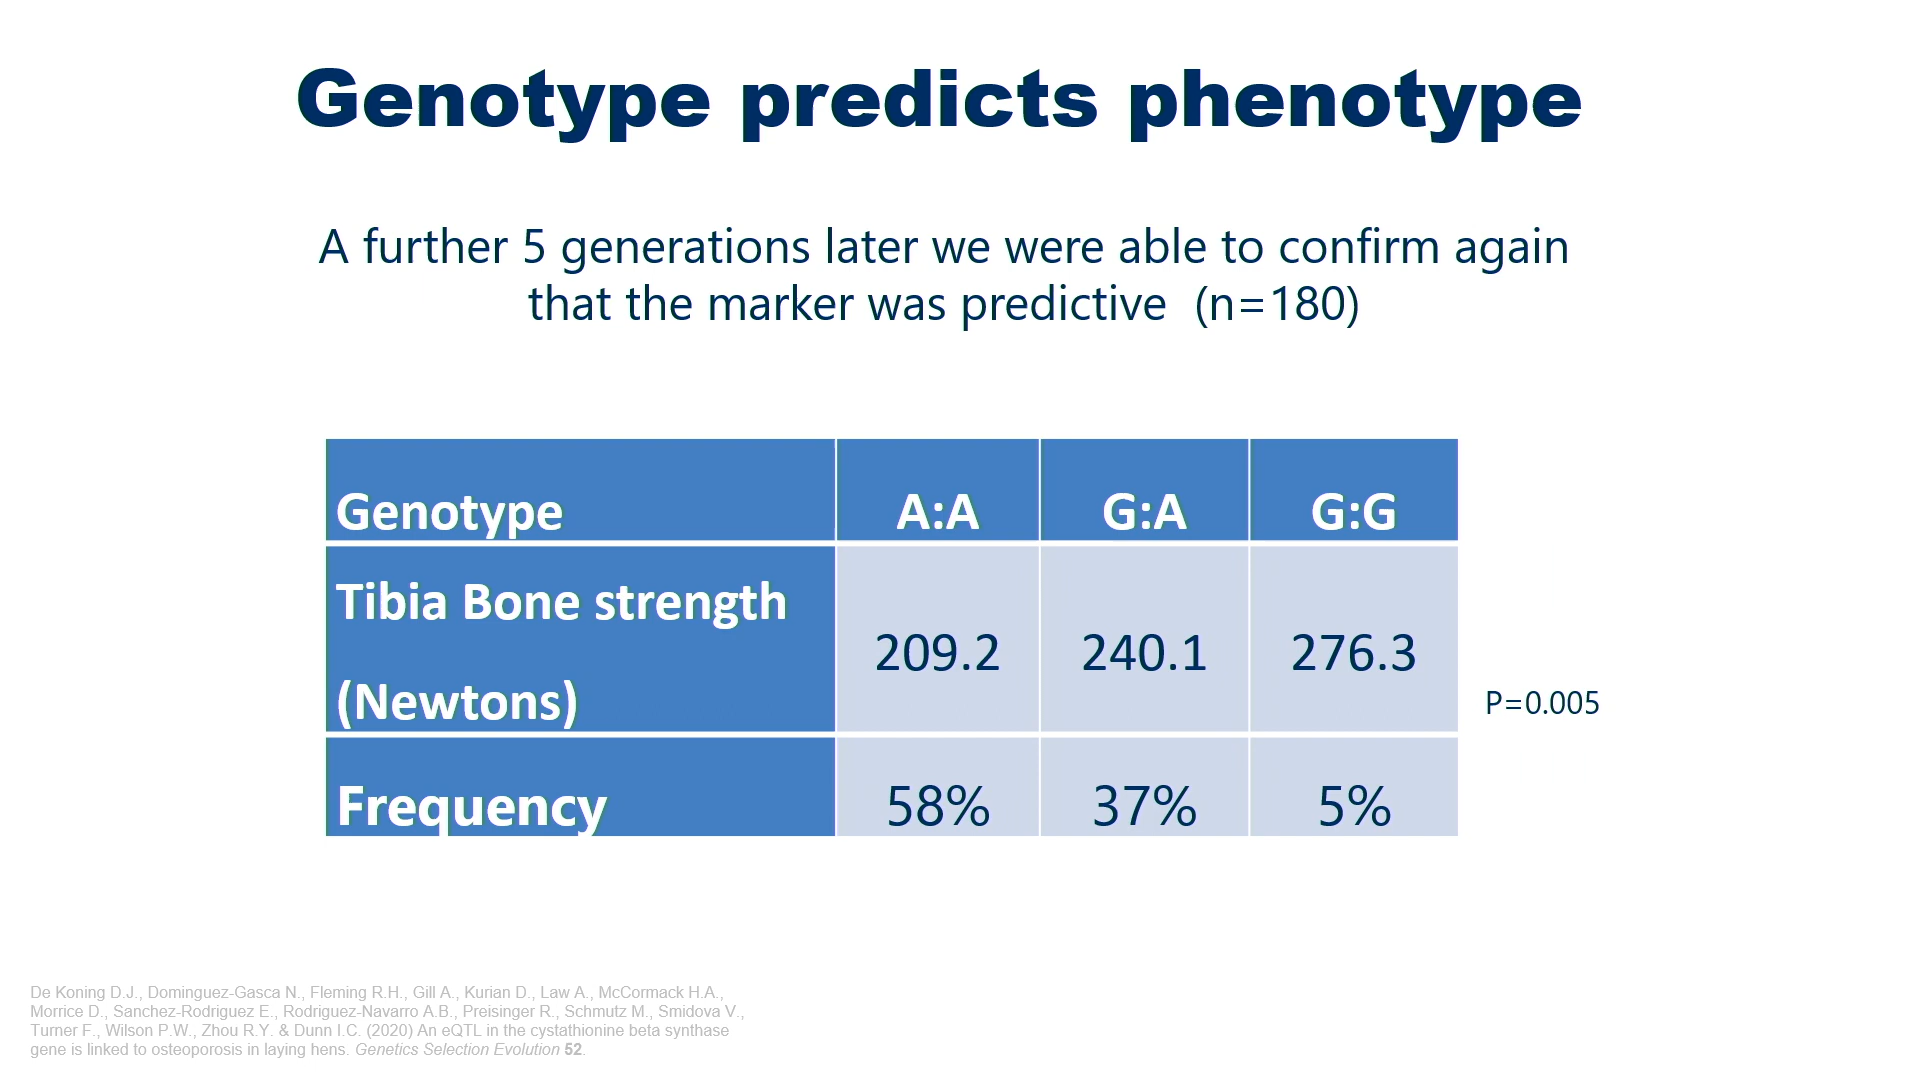 Genotype predicts phenotype
A further 5 generations later we were able to confirm again
that the marker was predictive  (n=180)
Genotype A:A G:A G:G
Tibia Bone strength
(Newtons) 209.2 240.1 276.3
P=0.005
Frequency 58% 37% 5%
De Koning D.J., Dominguez-Gasca N., Fleming R.H., Gill A., Kurian D., Law A., McCormack H.A.,
Morrice D., Sanchez-Rodriguez E., Rodriguez-Navarro A.B., Preisinger R., Schmutz M., Smidova V.,
Turner F., Wilson P.W., Zhou R.Y. & Dunn I.C. (2020) An eQTL in the cystathionine beta synthase
gene is linked to osteoporosis in laying hens. Genetics Selection Evolution 52.